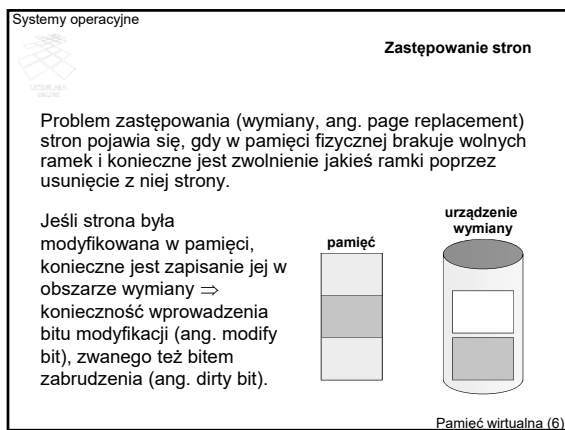 Systemy operacyjne
Zastępowanie stron
Problem zastępowania (wymiany, ang. page replacement)
stron pojawia się, gdy w pamięci fizycznej brakuje wolnych
ramek i konieczne jest zwolnienie jakieś ramki poprzez
usunięcie z niej strony.
Jeśli strona była
modyfikowana w pamięci,
konieczne jest zapisanie jej w
obszarze wymiany ⇒
konieczność wprowadzenia
bitu modyfikacji (ang. modify
bit), zwanego też bitem
zabrudzenia (ang. dirty bit).
pamięć
urządzenie
wymiany
Pamięć wirtualna (6)